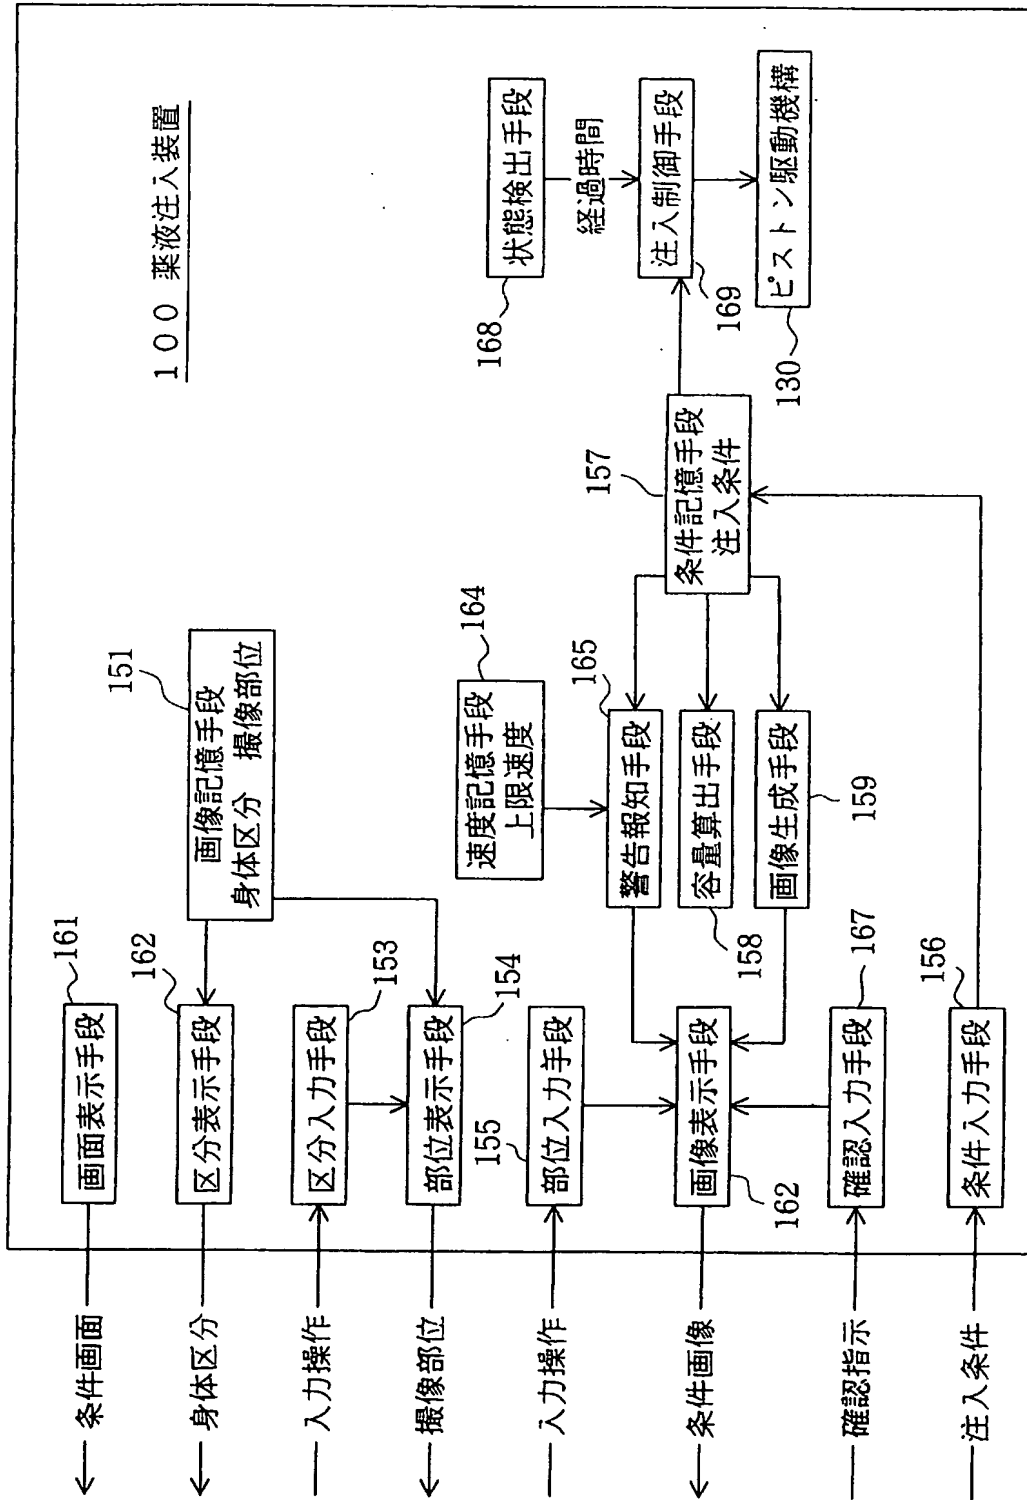 100 薬液注入装置
条件画面
画面表示手段
161
身体区分
区分表示手段
162
画像記憶手段
身体区分 撮像部位
151
入力操作
区分入力手段
153
撮像部位
部位表示手段
154
入力操作
部位入力手段
155
速度記憶手段
上限速度
164
警告報知手段
165
容量算出手段
158
画像生成手段
159
条件画像
画像表示手段
162
確認指示
確認入力手段
167
注入条件
条件入力手段
156
条件記憶手段
注入条件
157
状態検出手段
168
経過時間
注入制御手段
169
ピストン駆動機構
130